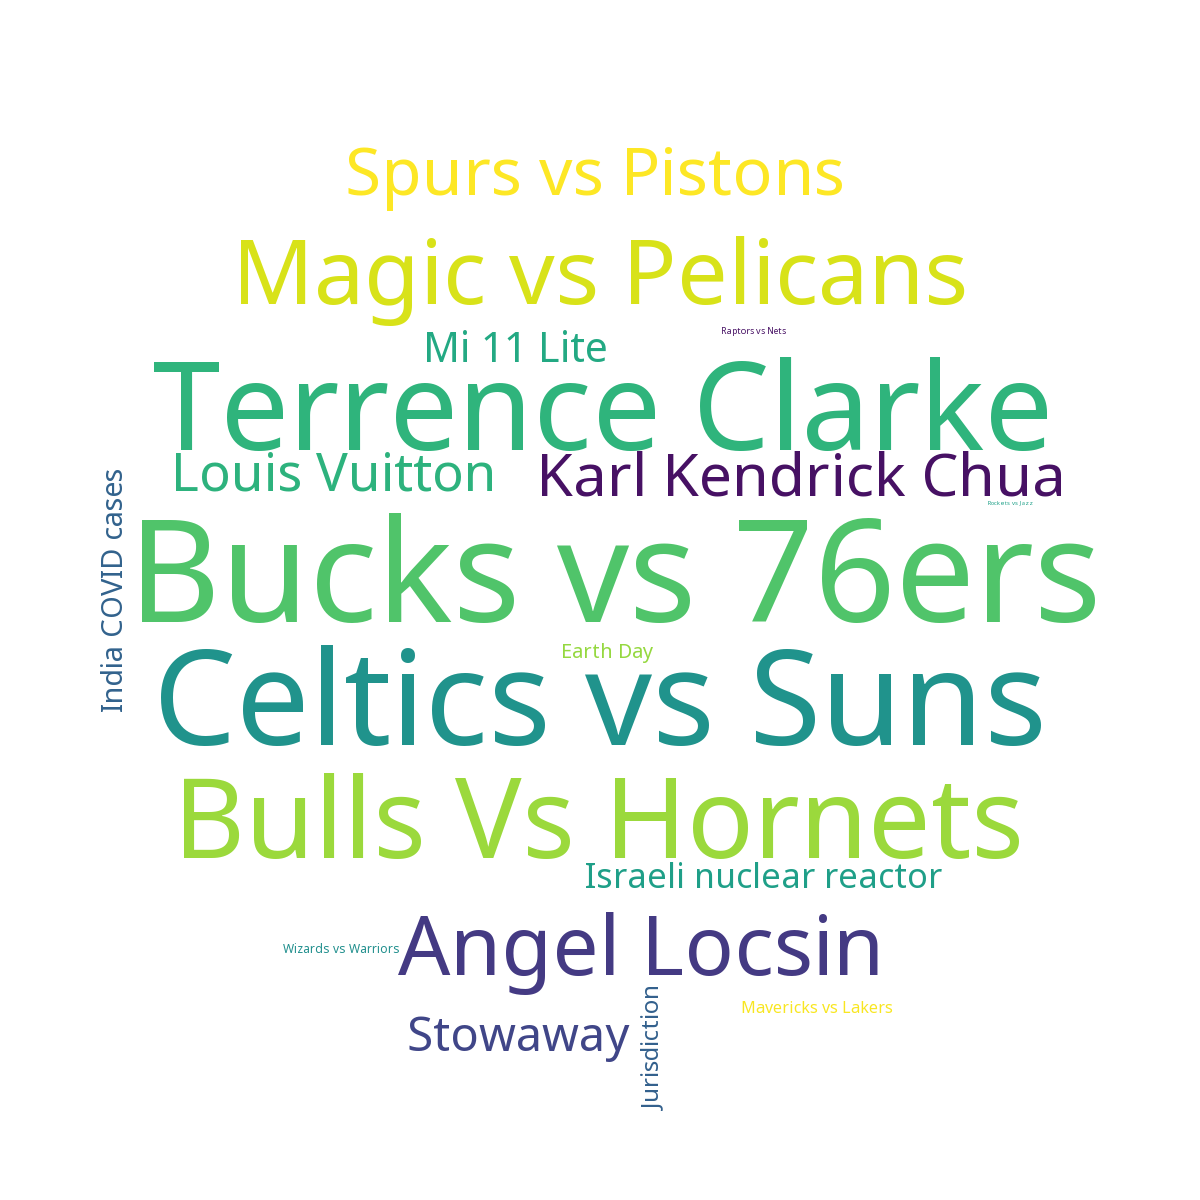 Spurs vs Pistons
Magic vs Pelicans
Raptors vs Nets
Mi 11 Lite
Terrence Clarke
Louis Vuitton
Karl Kendrick Chua
Rockets vs Jazz
India COVID cases
Bucks vs 76ers
Earth Day
Celtics vs Suns
Bulls Vs Hornets
Israeli nuclear reactor
Wizards vs Warriors
Angel Locsin
Mavericks vs Lakers
Stowaway
Jurisdiction